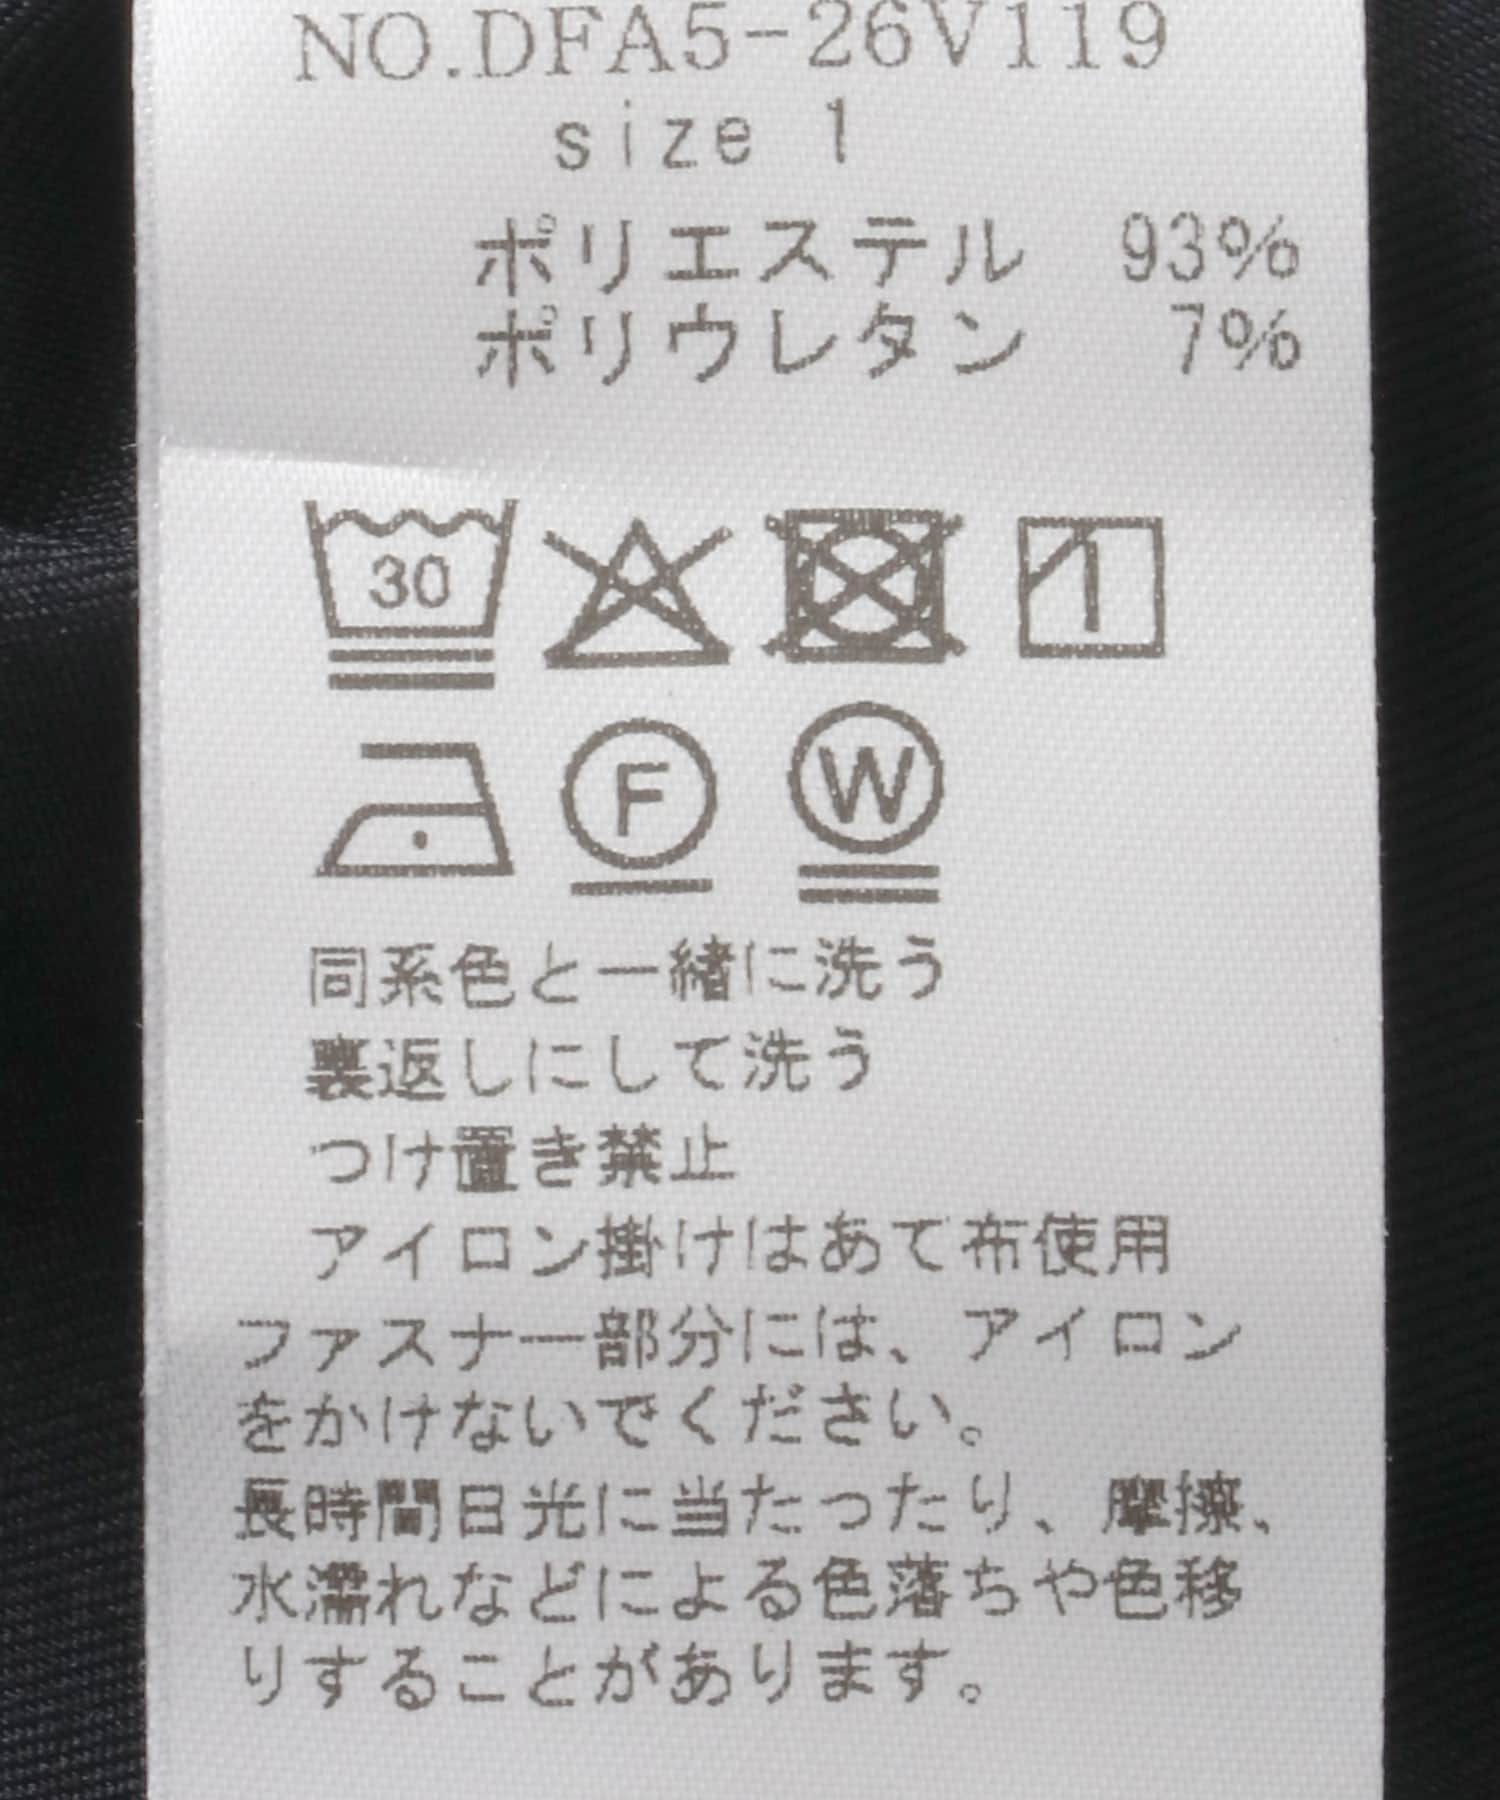 NO.DFA5-26V119
size 1
ポリエステル 93%
ポリウレタン 7%
30
F W
同系色と一緒に洗う
裏返しにして洗う
つけ置き禁止
アイロン掛けはあて布使用
ファスナー部分には、アイロン
をかけないでください。
長時間日光に当たったり、摩擦、
水濡れなどによる色落ちや色移
りすることがあります。